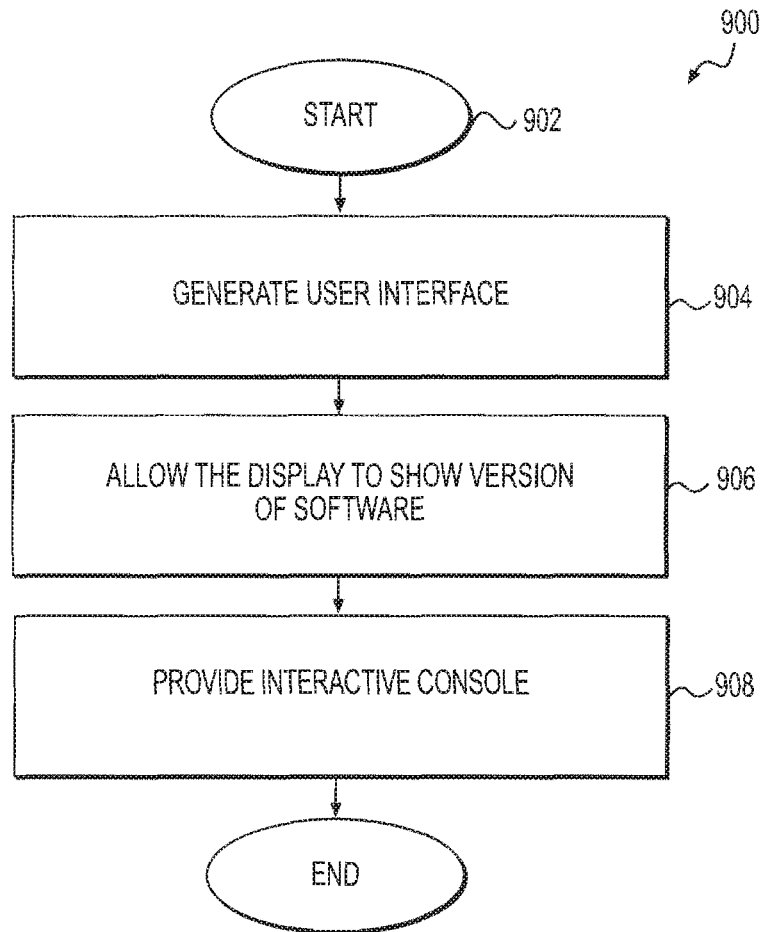 900
START
902
GENERATE USER INTERFACE
904
ALLOW THE DISPLAY TO SHOW VERSION
OF SOFTWARE
906
PROVIDE INTERACTIVE CONSOLE
908
END